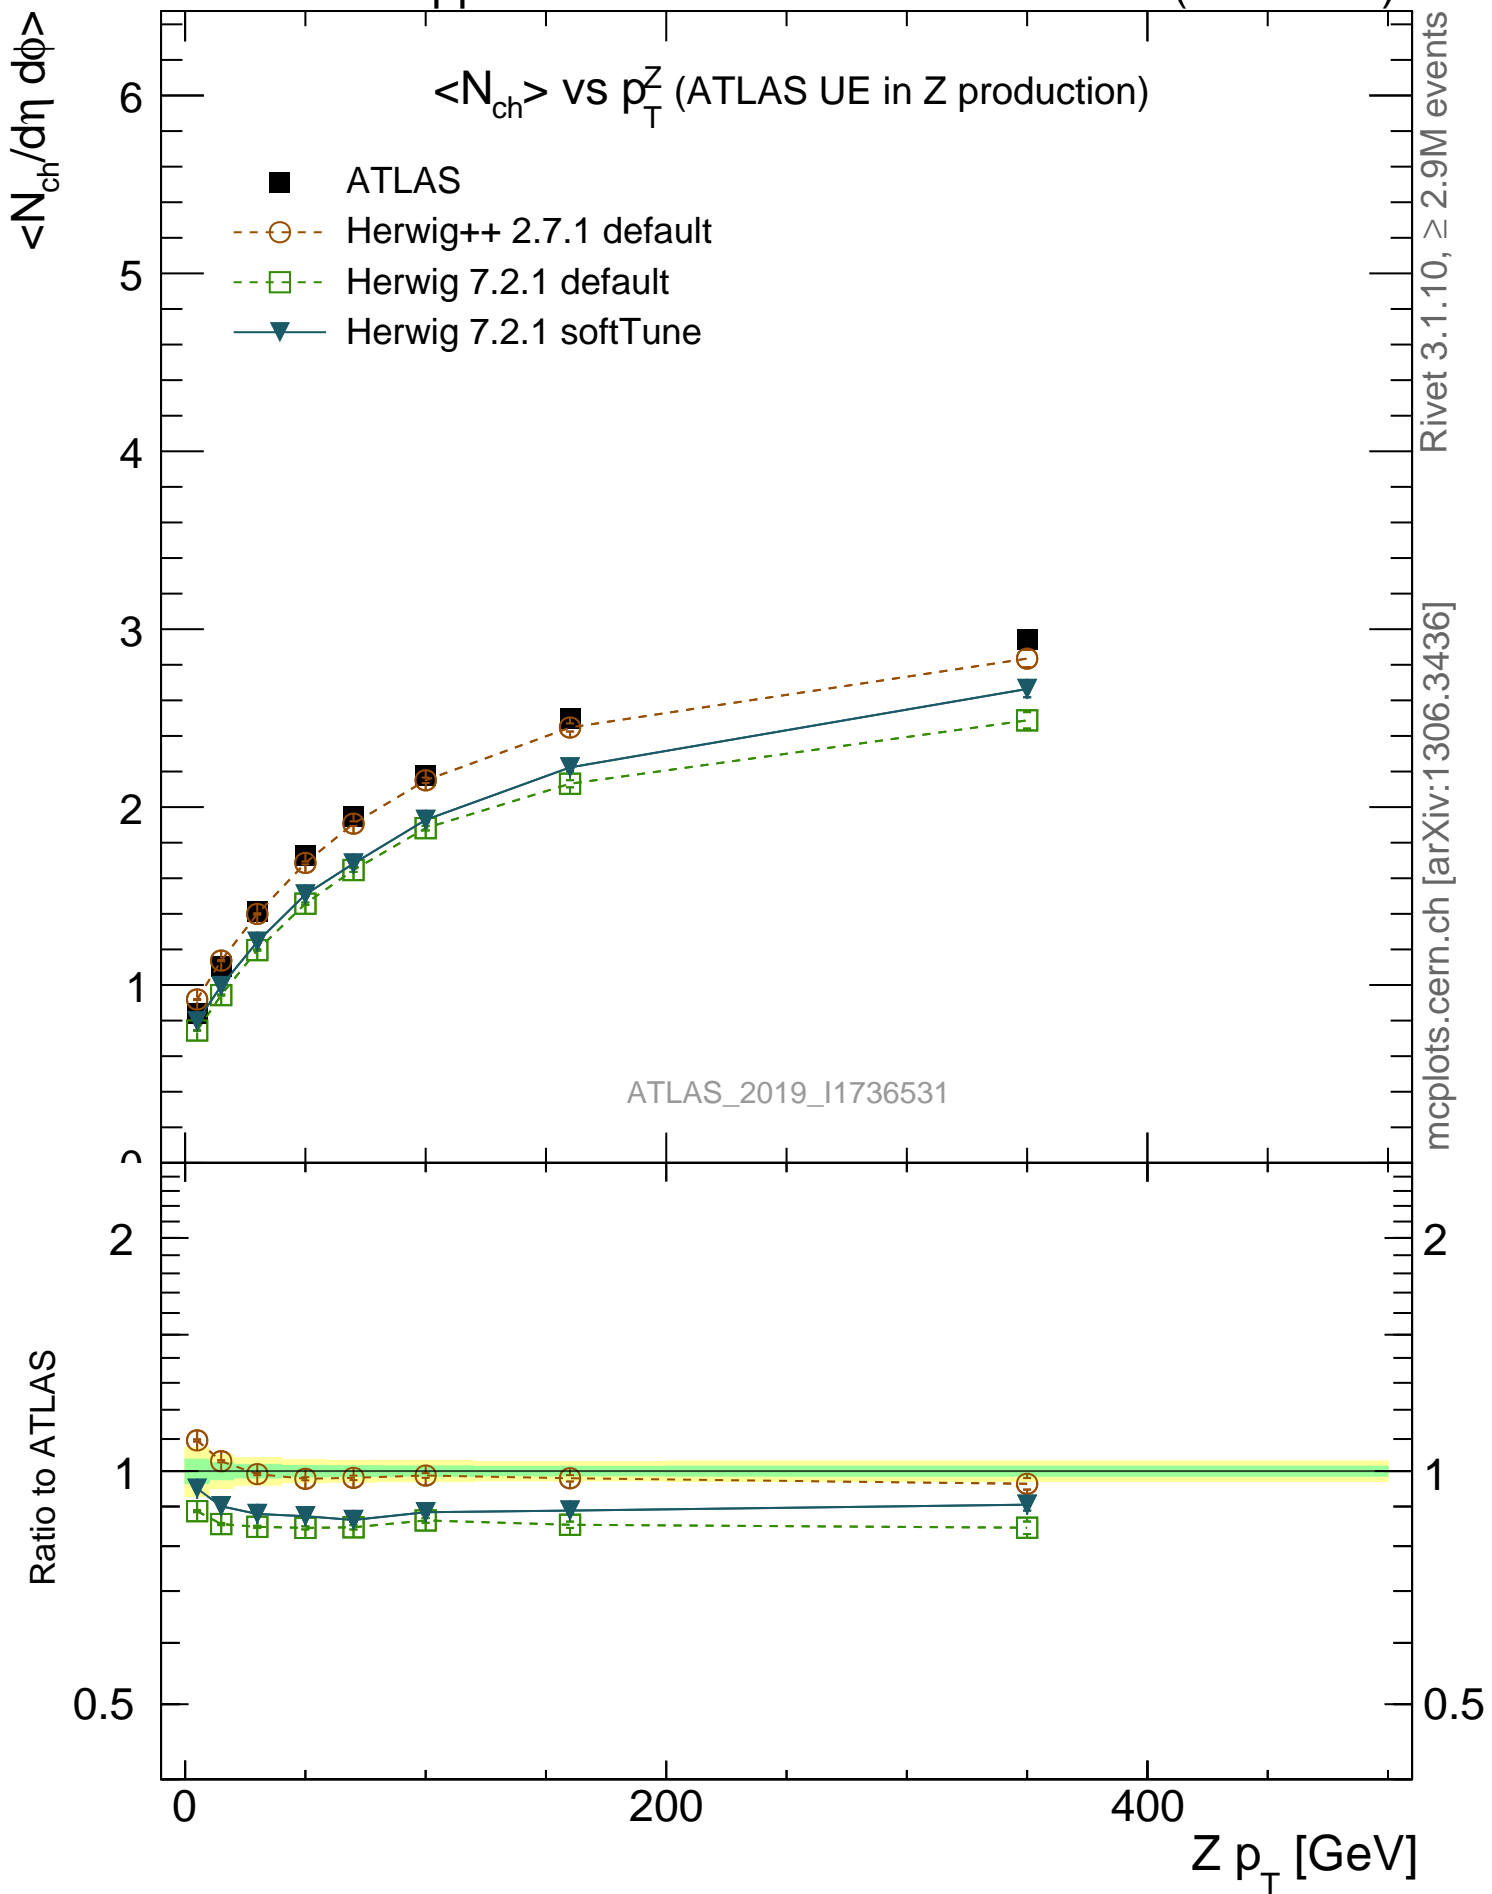 pp
<N_ch> vs p_T^Z (ATLAS UE in Z production)
<N_ch/dη dϕ>
ATLAS
Herwig++ 2.7.1 default
Herwig 7.2.1 default
Herwig 7.2.1 softTune
6
5
4
3
2
1
0
ATLAS_2019_I1736531
Rivet 3.1.10, ≥ 2.9M events
mcplots.cern.ch [arXiv:1306.3436]
Ratio to ATLAS
2
1
0.5
2
1
0.5
0 200 400
Z p_T [GeV]